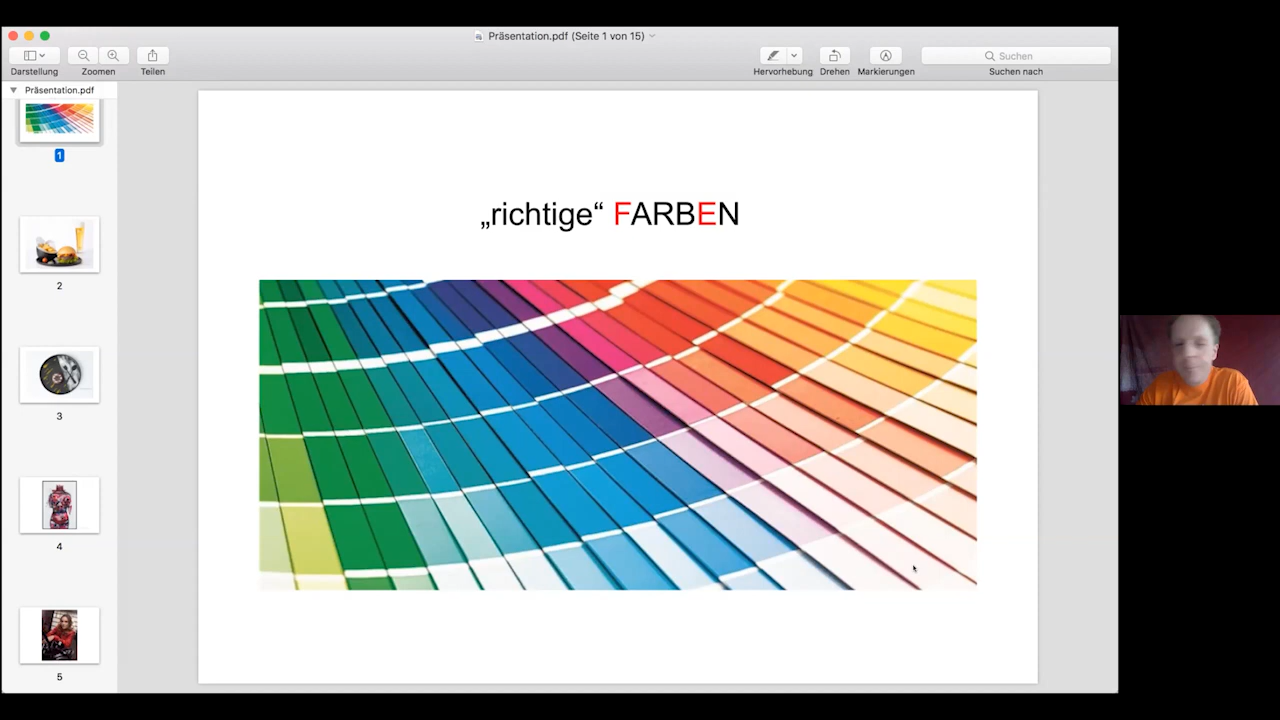 Präsentation.pdf (Seite 1 von 15)
Suchen
Darstellung
Zoomen
Teilen
Hervorhebung
Drehen
Markierungen
Suchen nach
Präsentation.pdf
1
2
3
4
5
„richtige“ FARBEN